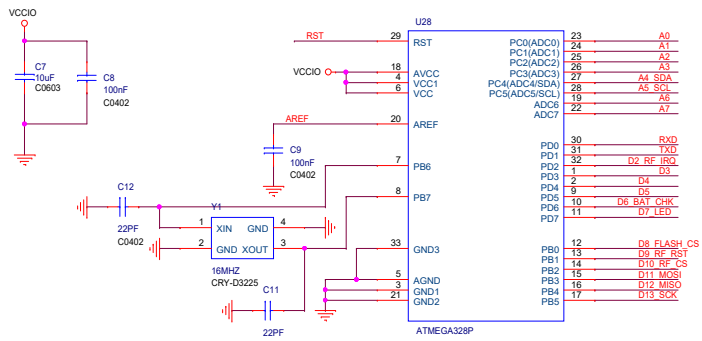 VCCIO
C7
10uF
C0603
C8
100nF
C0402
U28
RST 29 RST
VCCIO 18 AVCC
4 VCC1
6 VCC
AREF 20 AREF
C9
100nF
C0402
7 PB6
8 PB7
C12
22PF
C0402
Y1
1 XIN GND 4
2 GND XOUT 3
16MHZ
CRY-D3225
C11
22PF
33 GND3
5 AGND
3 GND1
21 GND2
PC0(ADC0) 23 A0
PC1(ADC1) 24 A1
PC2(ADC2) 25 A2
PC3(ADC3) 26 A3
PC4(ADC4/SDA) 27 A4_SDA
PC5(ADC5/SCL) 28 A5_SCL
ADC6 19 A6
ADC7 22 A7
PD0 30 RXD
PD1 31 TXD
PD2 32 D2_RF_IRQ
PD3 1 D3
PD4 2 D4
PD5 9 D5
PD6 10 D6_BAT_CHK
PD7 11 D7_LED
PB0 12 D8_FLASH_CS
PB1 13 D9_RF_RST
PB2 14 D10_RF_CS
PB3 15 D11_MOSI
PB4 16 D12_MISO
PB5 17 D13_SCK
ATMEGA328P